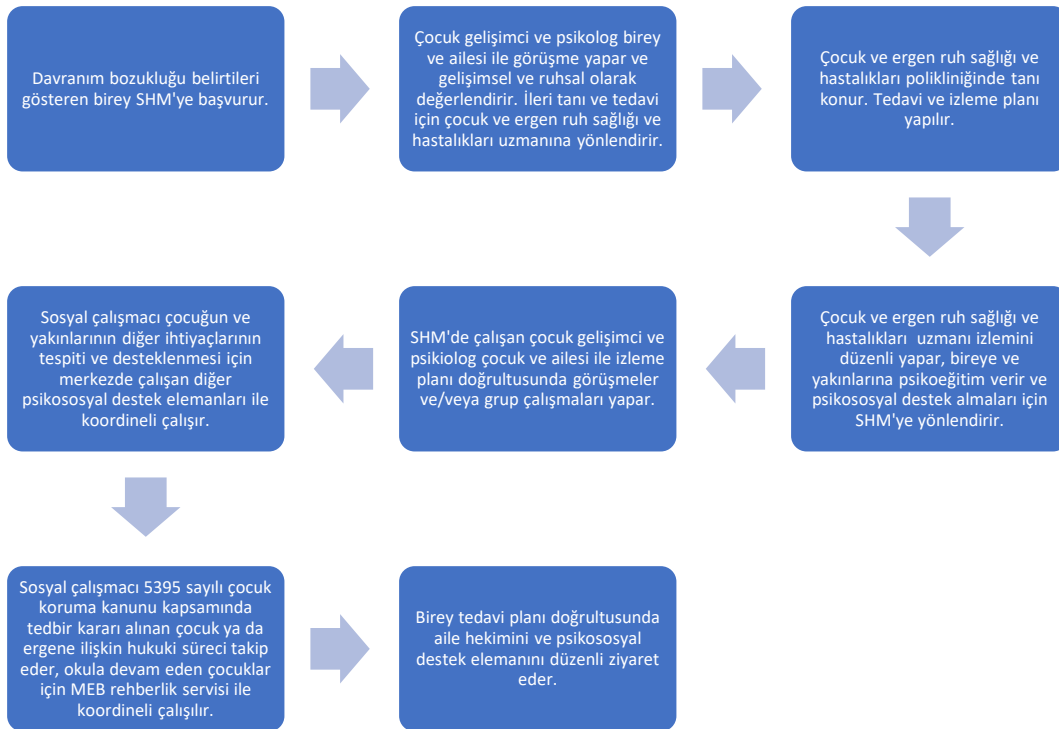 Davranım bozukluğu belirtileri
gösteren birey SHM'ye başvurur.
Çocuk gelişimci ve psikolog birey
ve ailesi ile görüşme yapar ve
gelişimsel ve ruhsal olarak
değerlendirir. İleri tanı ve tedavi
için çocuk ve ergen ruh sağlığı ve
hastalıkları uzmanına yönlendirir.
Çocuk ve ergen ruh sağlığı ve
hastalıkları polikliniğinde tanı
konur. Tedavi ve izleme planı
yapılır.
Çocuk ve ergen ruh sağlığı ve
hastalıkları uzmanı izlemini
düzenli yapar, bireye ve
yakınlarına psikoeğitim verir ve
psikososyal destek almaları için
SHM'ye yönlendirir.
SHM'de çalışan çocuk gelişimci ve
psikiolog çocuk ve ailesi ile izleme
planı doğrultusunda görüşmeler
ve/veya grup çalışmaları yapar.
Sosyal çalışmacı çocuğun ve
yakınlarının diğer ihtiyaçlarının
tespiti ve desteklenmesi için
merkezde çalışan diğer
psikososyal destek elemanları ile
koordineli çalışır.
Sosyal çalışmacı 5395 sayılı çocuk
koruma kanunu kapsamında
tedbir kararı alınan çocuk ya da
ergene ilişkin hukuki süreci takip
eder, okula devam eden çocuklar
için MEB rehberlik servisi ile
koordineli çalışılır.
Birey tedavi planı doğrultusunda
aile hekimini ve psikososyal
destek elemanını düzenli ziyaret
eder.